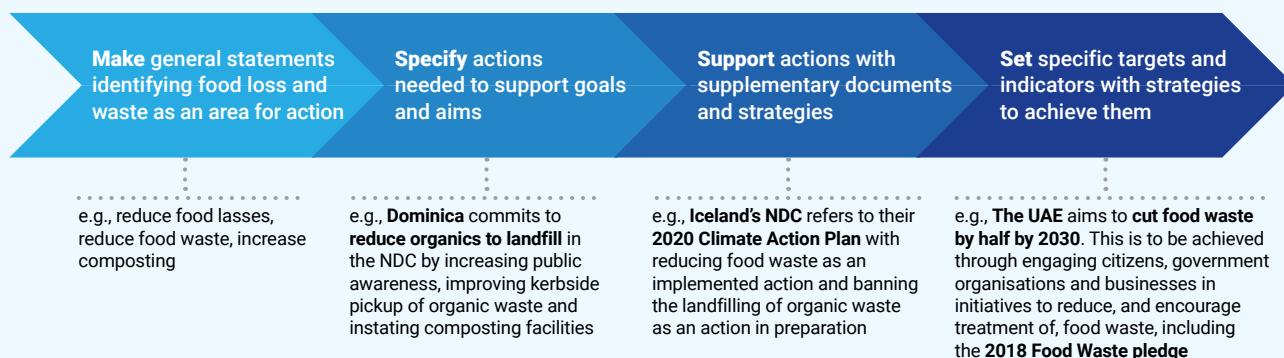 Make general statements
identifying food loss and
waste as an area for action
Specify actions
needed to support goals
and aims
Support actions with
supplementary documents
and strategies
Set specific targets and
indicators with strategies
to achieve them
e.g., reduce food lasses,
reduce food waste, increase
composting
e.g., Dominica commits to
reduce organics to landfill in
the NDC by increasing public
awareness, improving kerbside
pickup of organic waste and
instating composting facilities
e.g., Iceland's NDC refers to their
2020 Climate Action Plan with
reducing food waste as an
implemented action and banning
the landfilling of organic waste
as an action in preparation
e.g., The UAE aims to cut food waste
by half by 2030. This is to be achieved
through engaging citizens, government
organisations and businesses in
initiatives to reduce, and encourage
treatment of, food waste, including
the 2018 Food Waste pledge